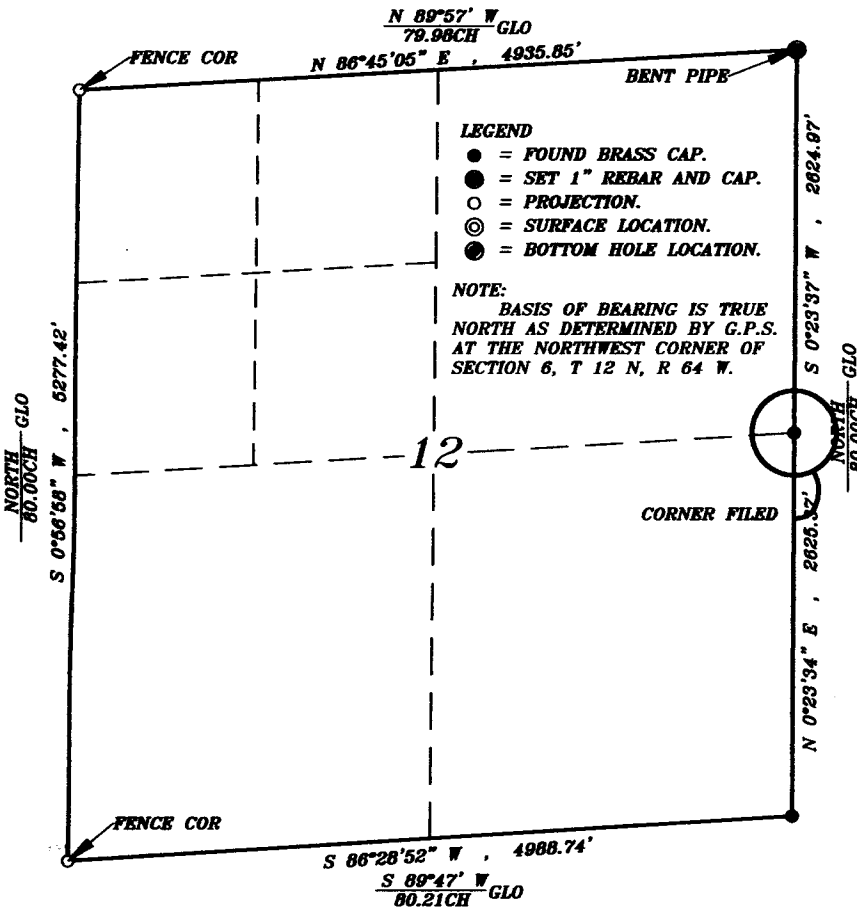 N 89°57' W
79.98CH GLO
FENCE COR
N 86°45'05" E , 4935.85'
BENT PIPE
LEGEND
= FOUND BRASS CAP.
= SET 1" REBAR AND CAP.
= PROJECTION.
= SURFACE LOCATION.
= BOTTOM HOLE LOCATION.
NOTE:
BASIS OF BEARING IS TRUE
NORTH AS DETERMINED BY G.P.S.
AT THE NORTHWEST CORNER OF
SECTION 6, T 12 N, R 64 W.
S 0°23'37" W , 2624.97'
NORTH
80.00CH GLO
S 0°56'58" W , 5277.42'
NORTH
80.00CH GLO
12
CORNER FILED
N 0°23'34" E ,
FENCE COR
S 86°28'52" W , 4988.74'
S 89°47' W
80.21CH GLO